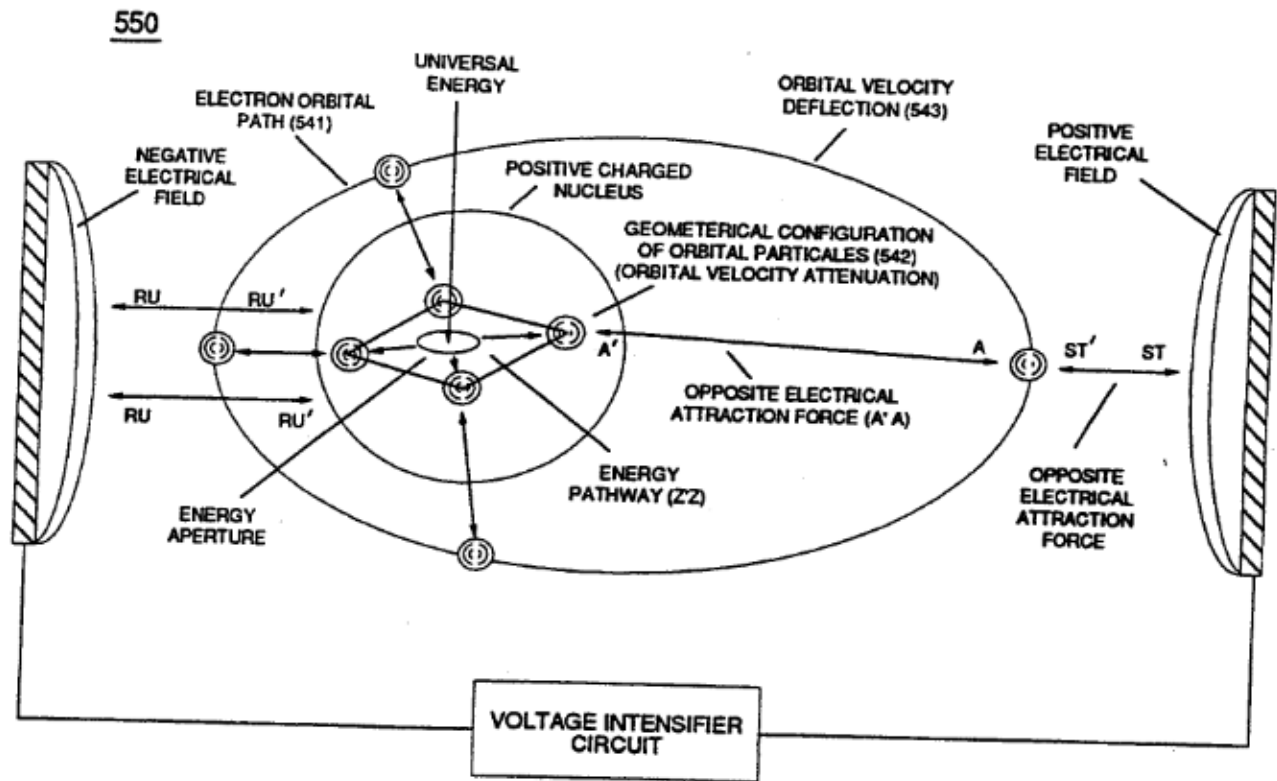 550
UNIVERSAL
ENERGY
ELECTRON ORBITAL
PATH (541)
ORBITAL VELOCITY
DEFLECTION (543)
NEGATIVE
ELECTRICAL
FIELD
POSITIVE
ELECTRICAL
FIELD
POSITIVE CHARGED
NUCLEUS
GEOMETERICAL CONFIGURATION
OF ORBITAL PARTICALES (542)
(ORBITAL VELOCITY ATTENUATION)
RU RU'
A' A
ST' ST
RU RU'
OPPOSITE ELECTRICAL
ATTRACTION FORCE (A' A)
ENERGY
PATHWAY (Z'Z)
ENERGY
APERTURE
OPPOSITE
ELECTRICAL
ATTRACTION
FORCE
VOLTAGE INTENSIFIER
CIRCUIT